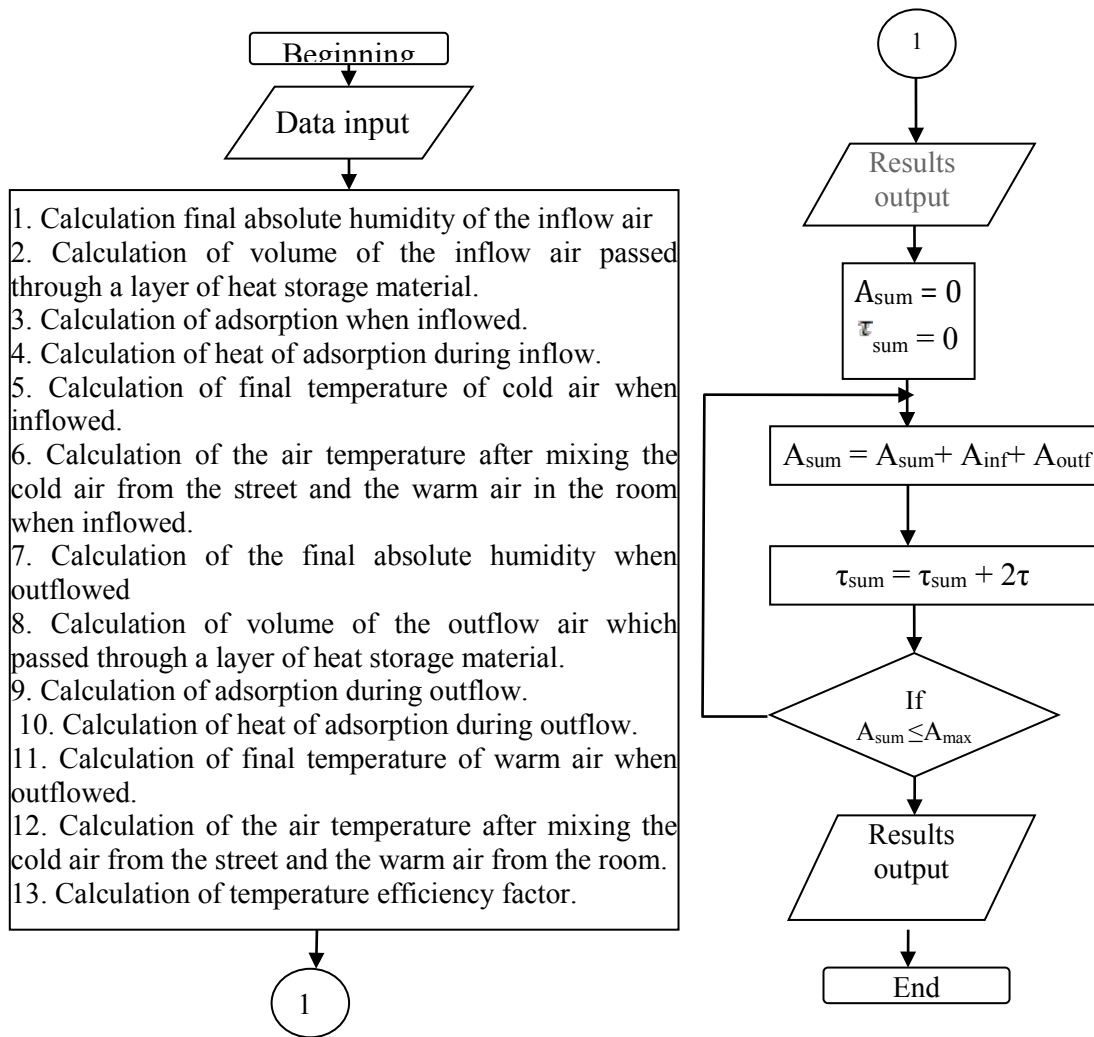 Beginning
Data input
1. Calculation final absolute humidity of the inflow air
2. Calculation of volume of the inflow air passed
through a layer of heat storage material.
3. Calculation of adsorption when inflowed.
4. Calculation of heat of adsorption during inflow.
5. Calculation of final temperature of cold air when
inflowed.
6. Calculation of the air temperature after mixing the
cold air from the street and the warm air in the room
when inflowed.
7. Calculation of the final absolute humidity when
outflowed
8. Calculation of volume of the outflow air which
passed through a layer of heat storage material.
9. Calculation of adsorption during outflow.
10. Calculation of heat of adsorption during outflow.
11. Calculation of final temperature of warm air when
outflowed.
12. Calculation of the air temperature after mixing the
cold air from the street and the warm air from the room.
13. Calculation of temperature efficiency factor.
1
1
Results
output
Asum = 0
τsum = 0
Asum = Asum+ Ainf+ Aoutf
τsum = τsum + 2τ
If
Asum ≤Amax
Results
output
End